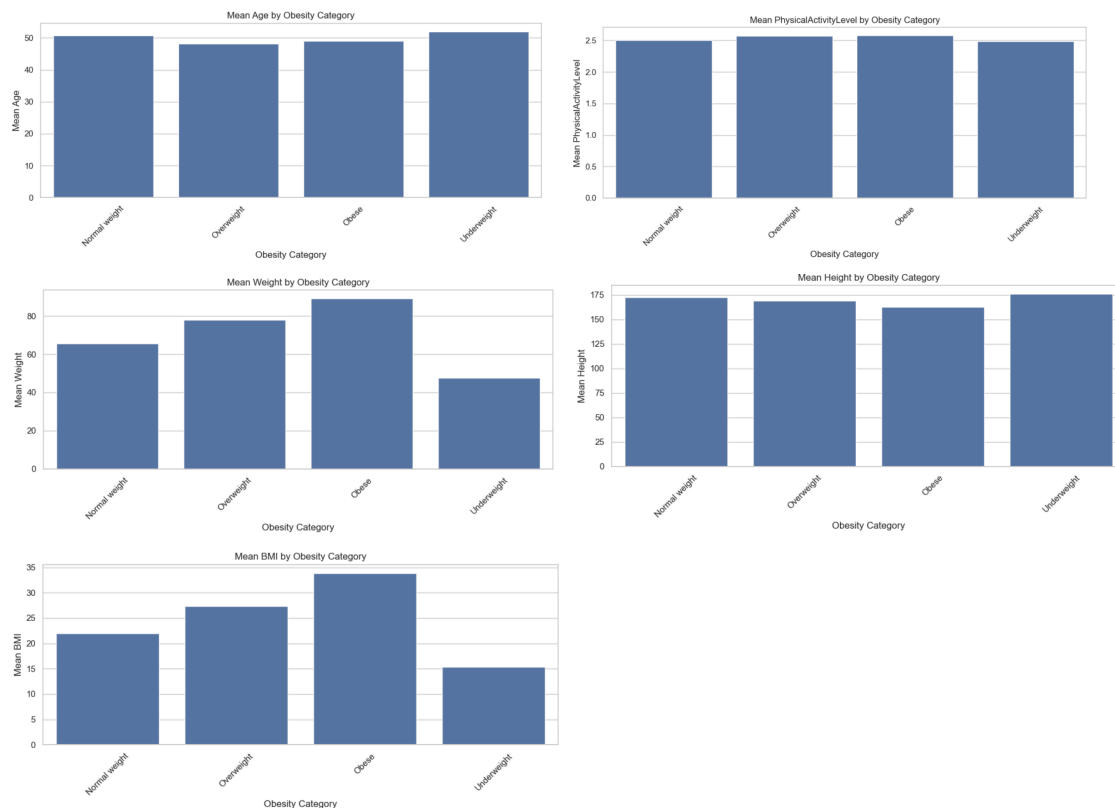 Mean Age by Obesity Category
Mean Age
50
40
30
20
10
0
Normal weight
Overweight
Obese
Underweight
Obesity Category
Mean PhysicalActivityLevel by Obesity Category
Mean PhysicalActivityLevel
2.5
2.0
1.5
1.0
0.5
0.0
Normal weight
Overweight
Obese
Underweight
Obesity Category
Mean Weight by Obesity Category
Mean Weight
80
60
40
20
0
Normal weight
Overweight
Obese
Underweight
Obesity Category
Mean Height by Obesity Category
Mean Height
175
150
125
100
75
50
25
0
Normal weight
Overweight
Obese
Underweight
Obesity Category
Mean BMI by Obesity Category
Mean BMI
35
30
25
20
15
10
5
0
Normal weight
Overweight
Obese
Underweight
Obesity Category